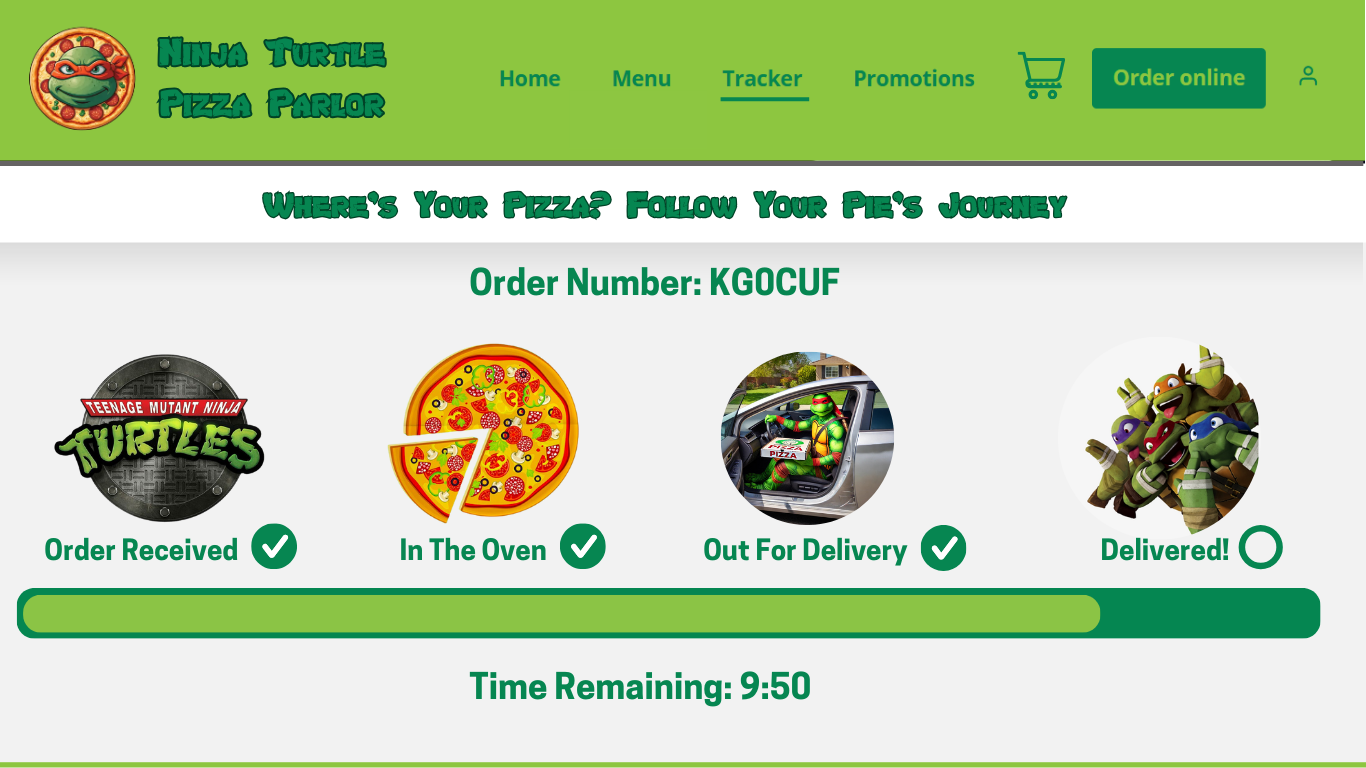 Ninja Turtle
Pizza Parlor
Home Menu Tracker Promotions Order online
Where's Your Pizza? Follow Your Pie's Journey
Order Number: KG0CUF
TEENAGE MUTANT NINJA
TURTLES
PIZZA
PIZZA
Order Received In The Oven Out For Delivery Delivered!
Time Remaining: 9:50